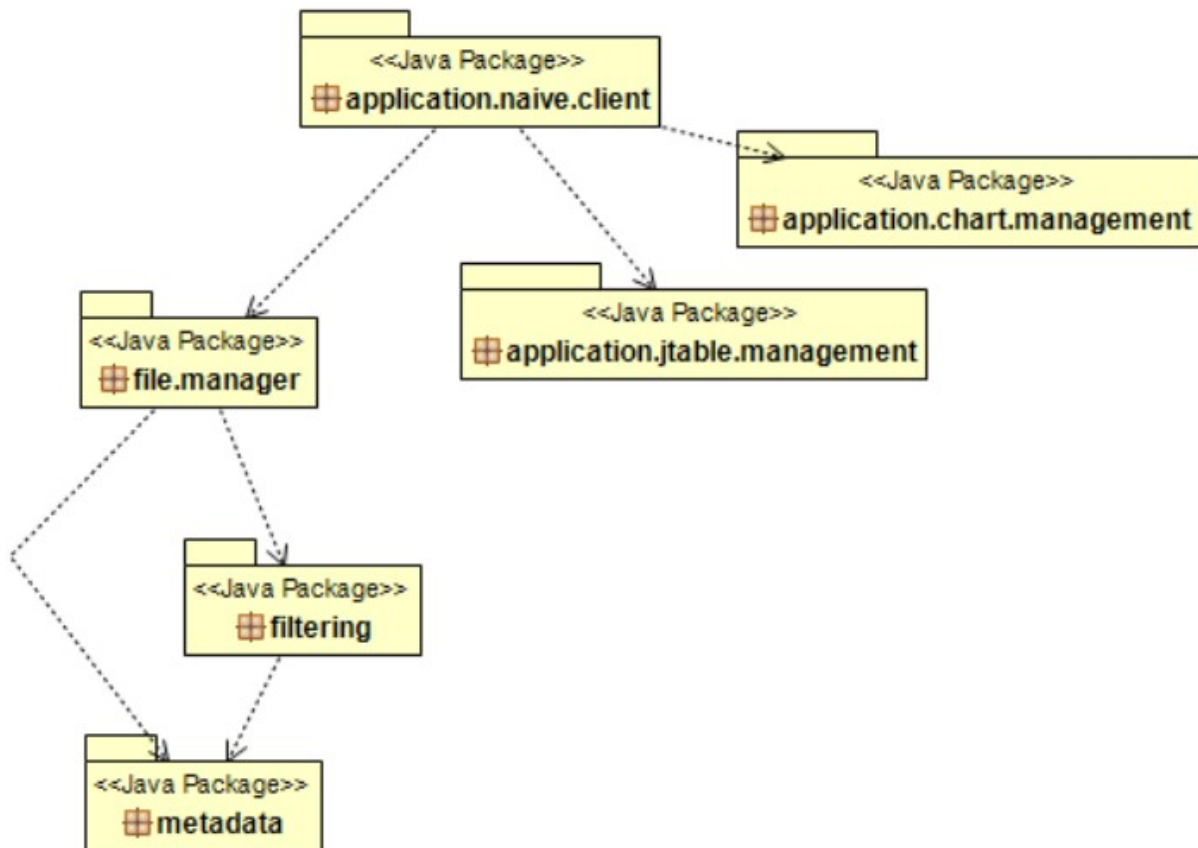 <<Java Package>>
application.naive.client
<<Java Package>>
application.chart.management
<<Java Package>>
application.jtable.management
<<Java Package>>
file.manager
<<Java Package>>
filtering
<<Java Package>>
metadata